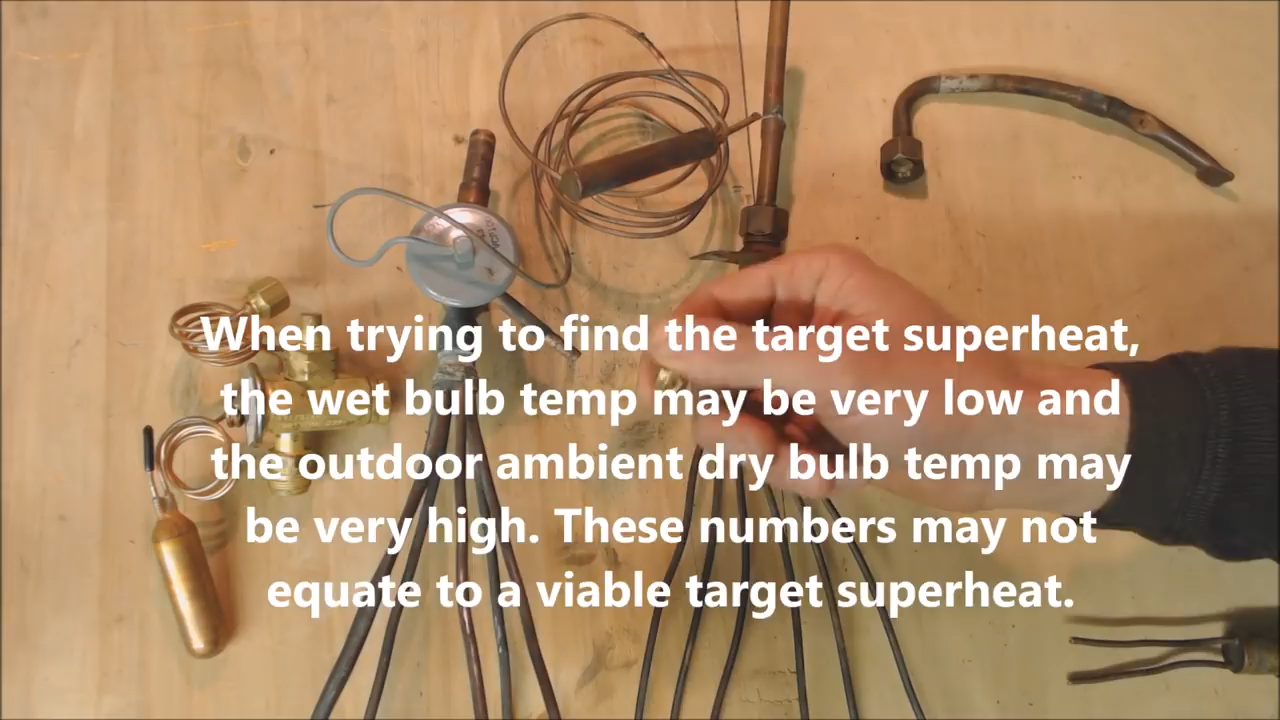 When trying to find the target superheat,
the wet bulb temp may be very low and
the outdoor ambient dry bulb temp may
be very high. These numbers may not
equate to a viable target superheat.